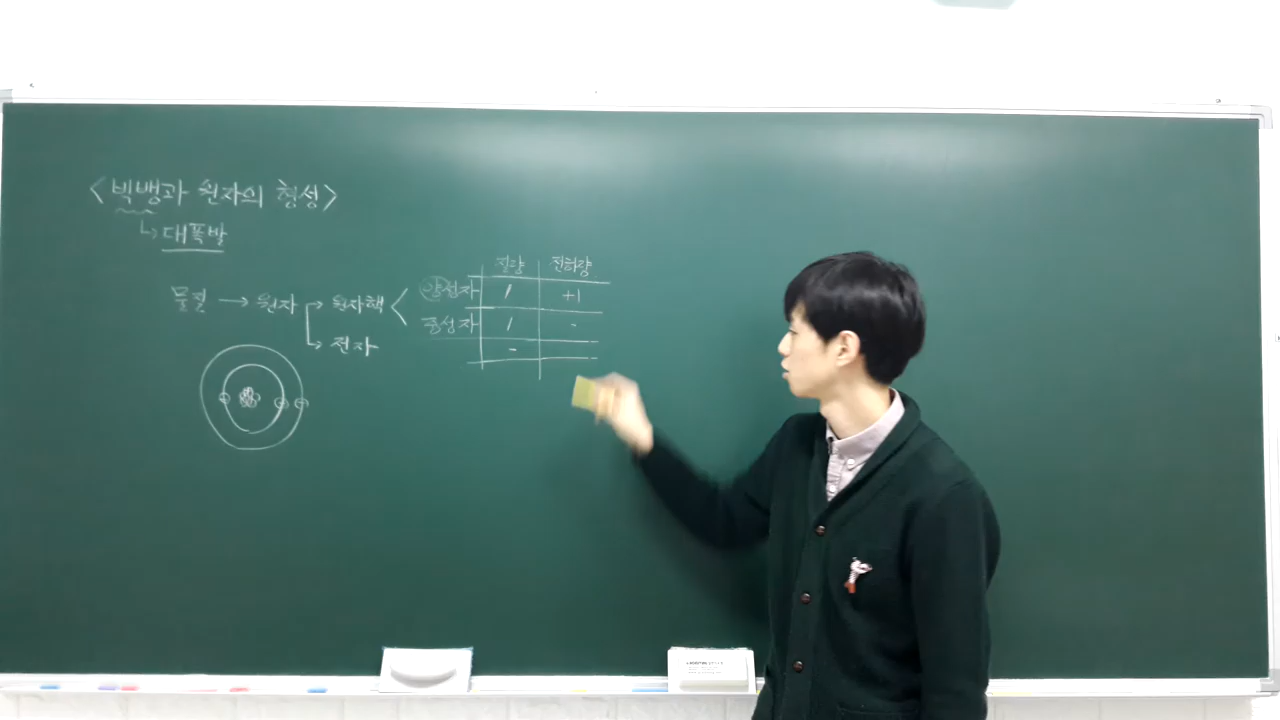 <빅뱅과 원자의 형성>
↳ 대폭발
물질 → 원자 → 원자핵 <
↳ 전자
질량 전하량
양성자 1 +1
중성자 1 -
-